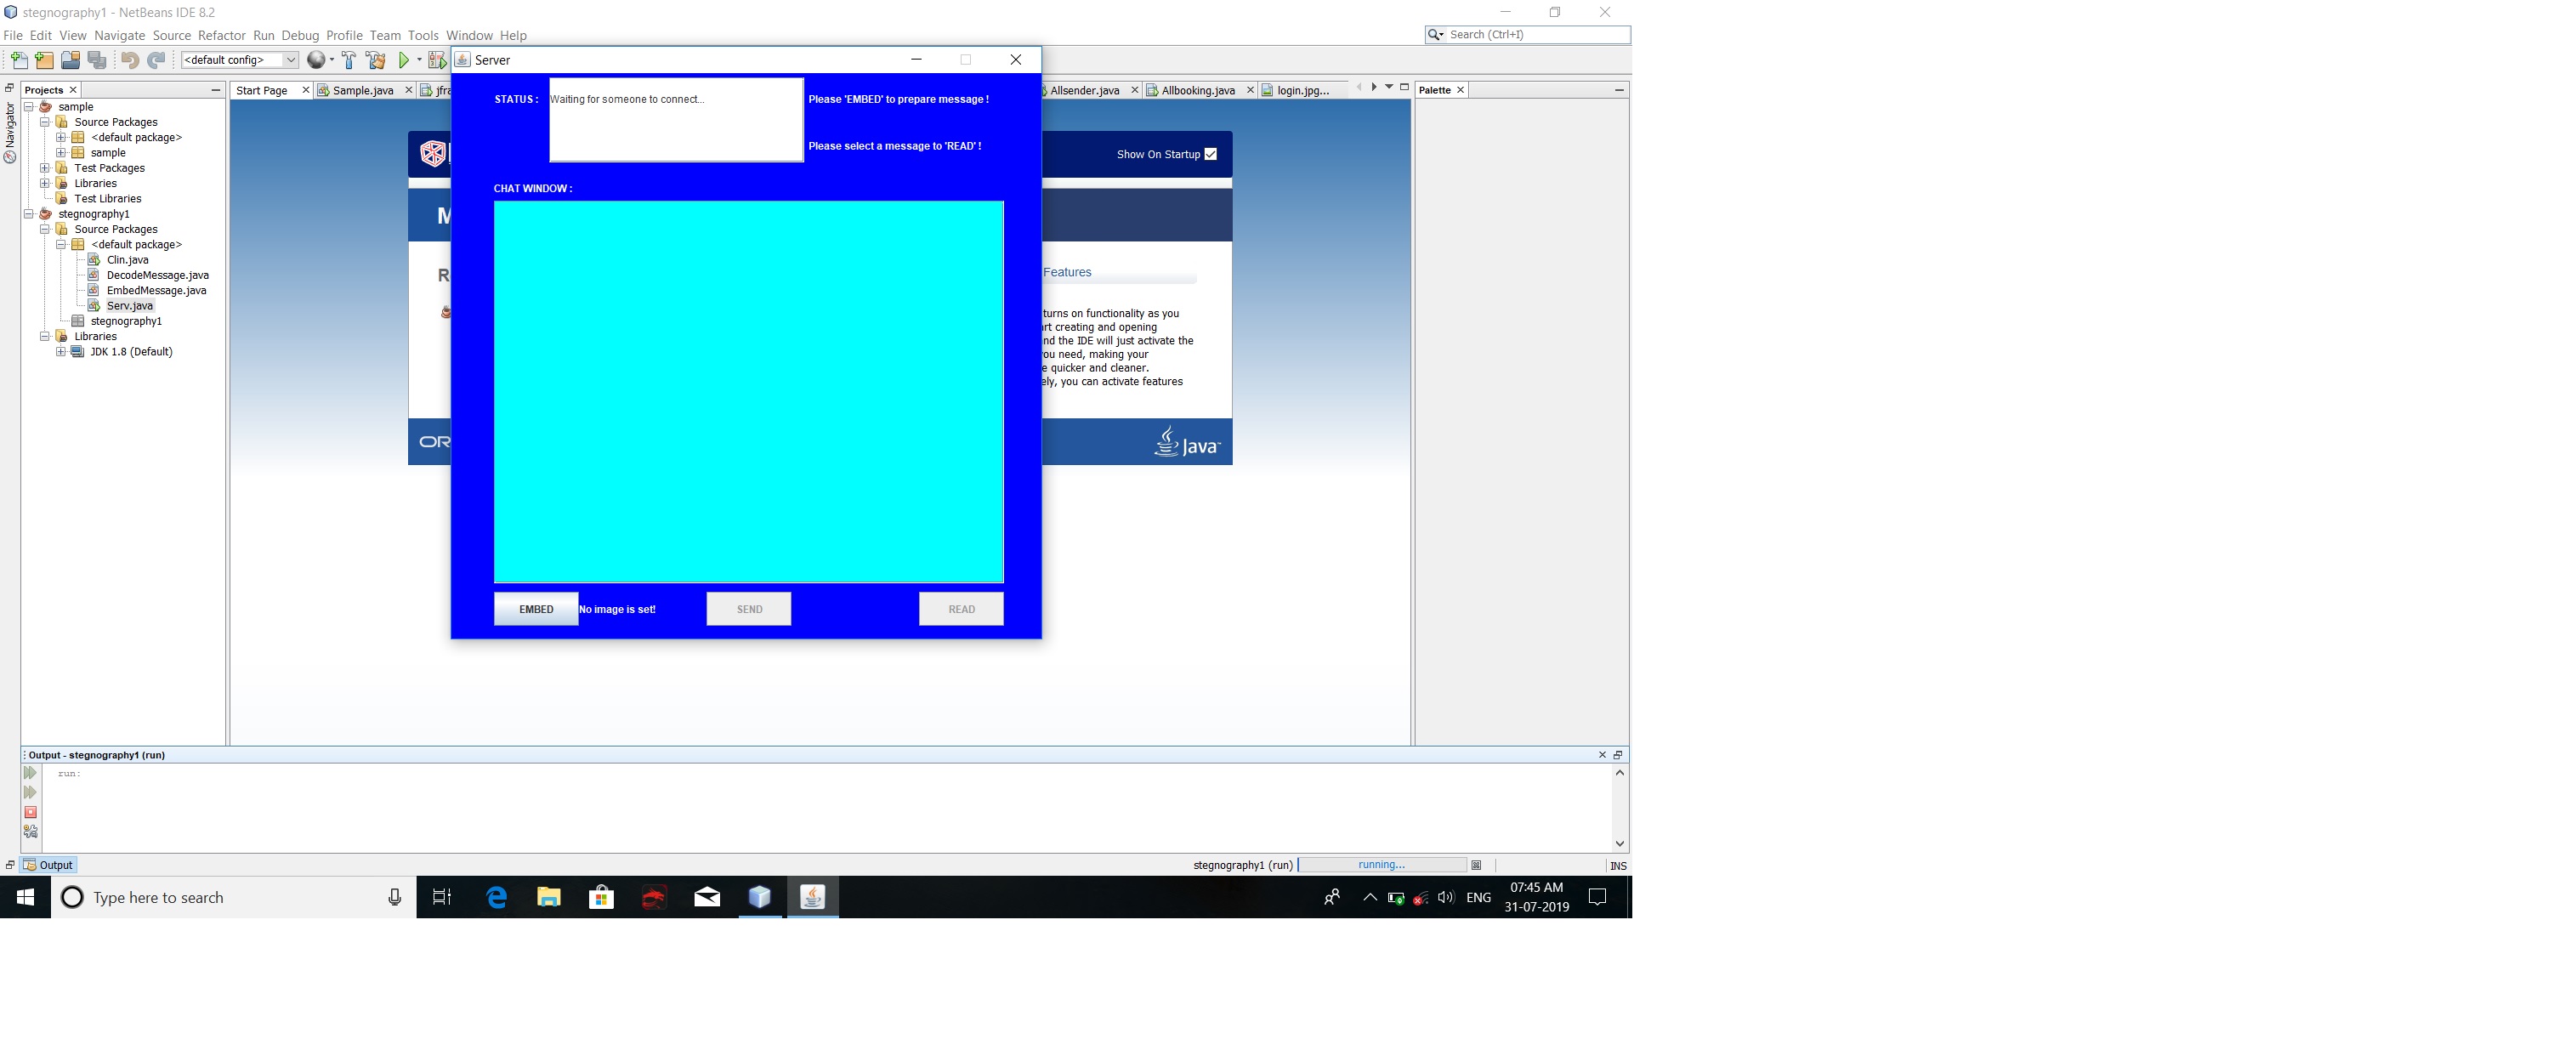 stegnography1 - NetBeans IDE 8.2
File Edit View Navigate Source Refactor Run Debug Profile Team Tools Window Help
Search (Ctrl+I)
<default config>
Server
Navigator
Projects
sample
Source Packages
<default package>
sample
Test Packages
Libraries
Test Libraries
stegnography1
Source Packages
<default package>
Clin.java
DecodeMessage.java
EmbedMessage.java
Serv.java
stegnography1
Libraries
JDK 1.8 (Default)
Start Page Sample.java jfra
Allsender.java Allbooking.java login.jpg...
Palette
STATUS :
Waiting for someone to connect...
Please 'EMBED' to prepare message !
Please select a message to 'READ' !
CHAT WINDOW :
EMBED
No image is set!
SEND
READ
Show On Startup
M
R
Features
turns on functionality as you
rt creating and opening
nd the IDE will just activate the
ou need, making your
e quicker and cleaner.
ely, you can activate features
OR
Java
Output - stegnography1 (run)
run:
Output
stegnography1 (run)
running...
INS
Type here to search
ENG
07:45 AM
31-07-2019